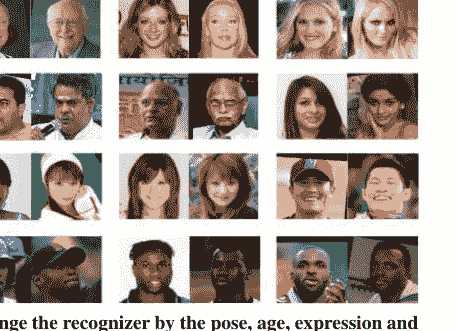 nge the recognizer by the pose, age, expression and